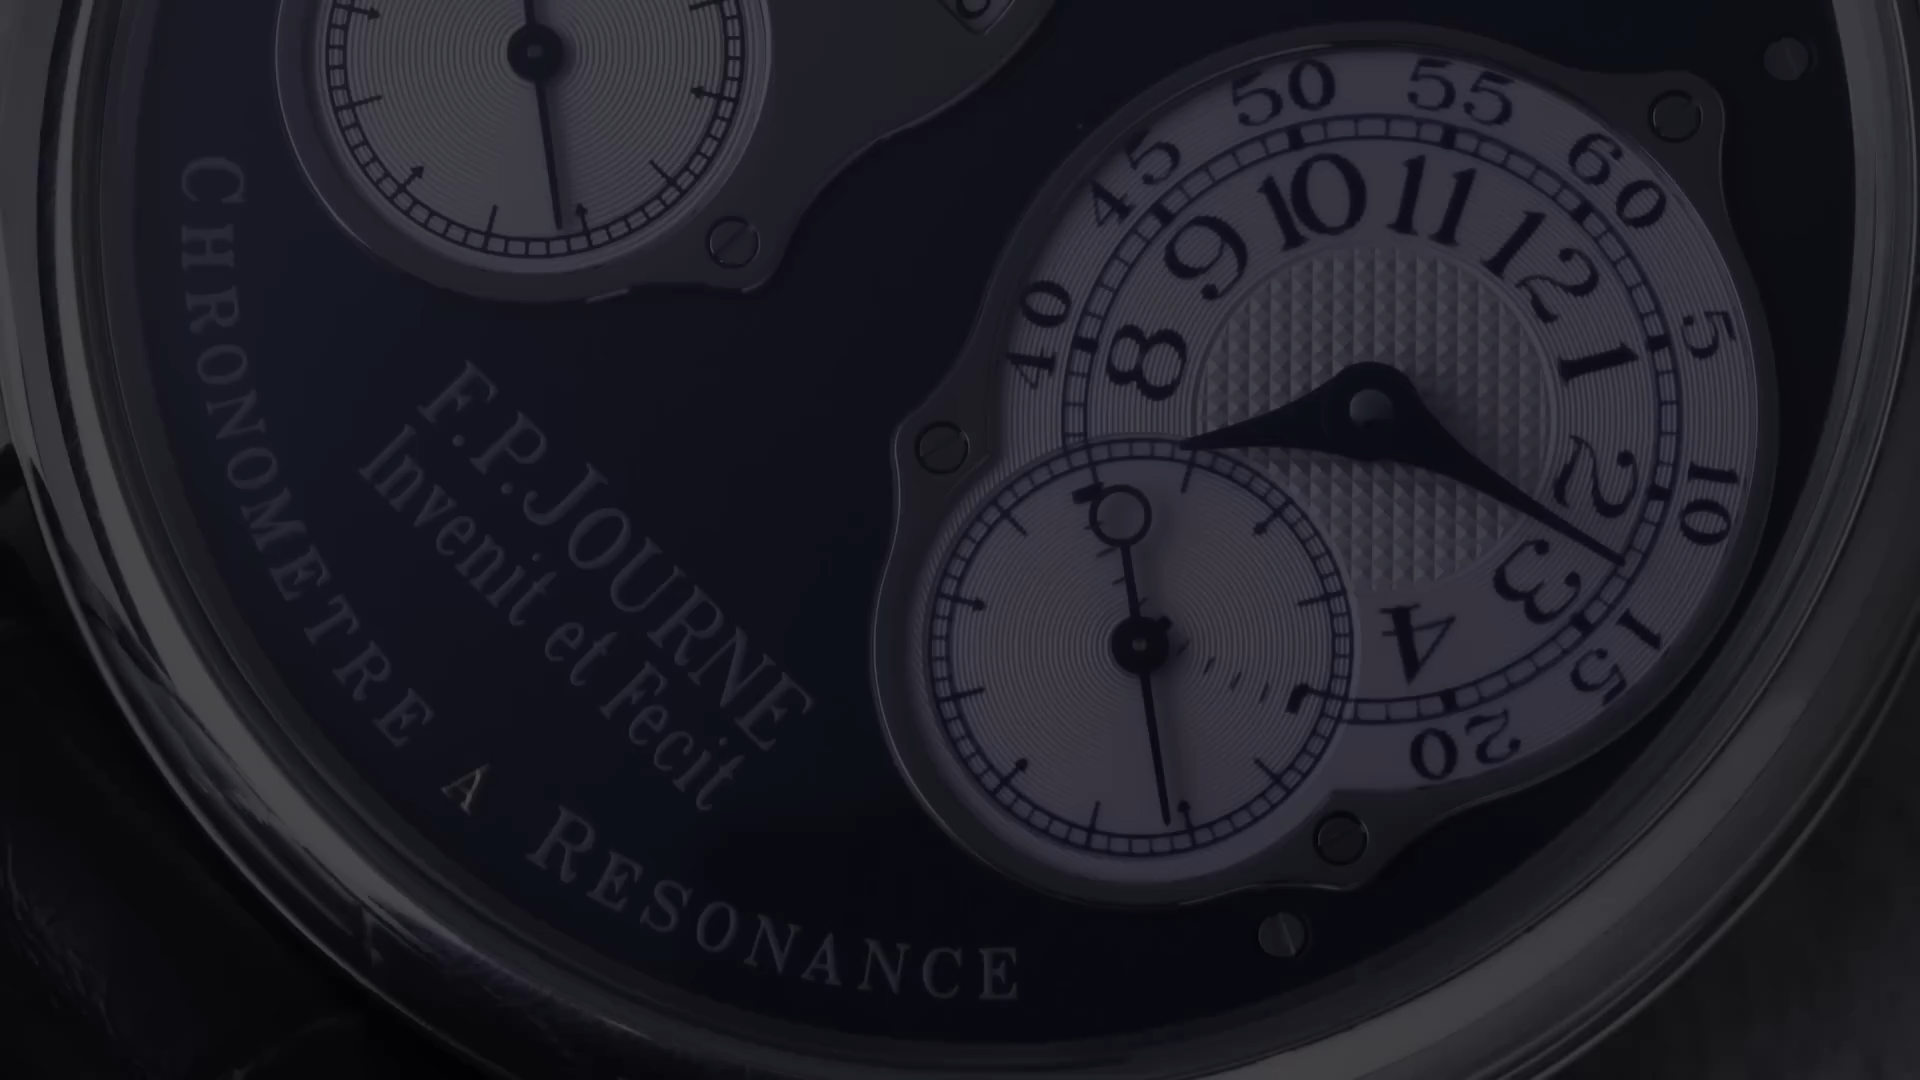 50 55 60 5 10 15 20 40 45
8 9 10 11 12 1 2 3 4
F.P.JOURNE
Invenit et Fecit
CHRONOMETRE A RESONANCE